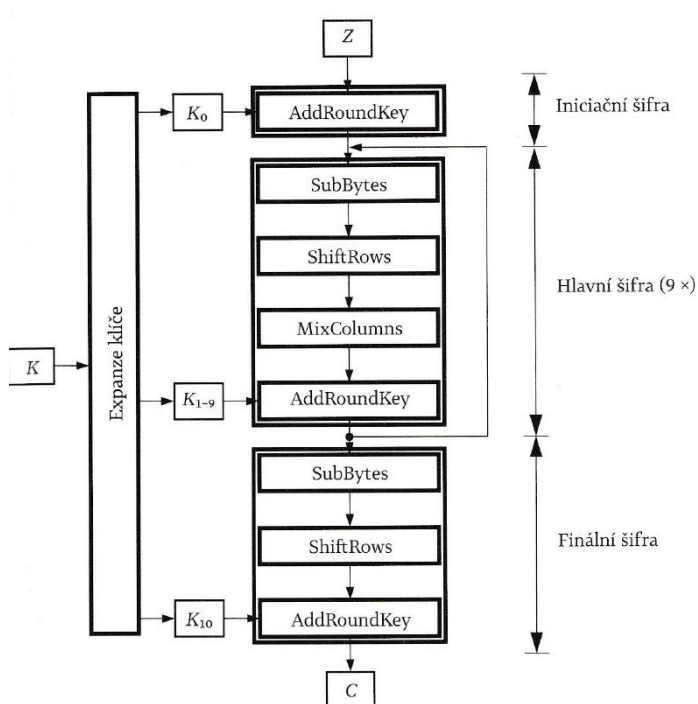 Z
K₀
AddRoundKey
Iniciační šifra
SubBytes
ShiftRows
Hlavní šifra (9 ×)
MixColumns
K
Expanze klíče
K₁₋₉
AddRoundKey
SubBytes
ShiftRows
Finální šifra
K₁₀
AddRoundKey
C